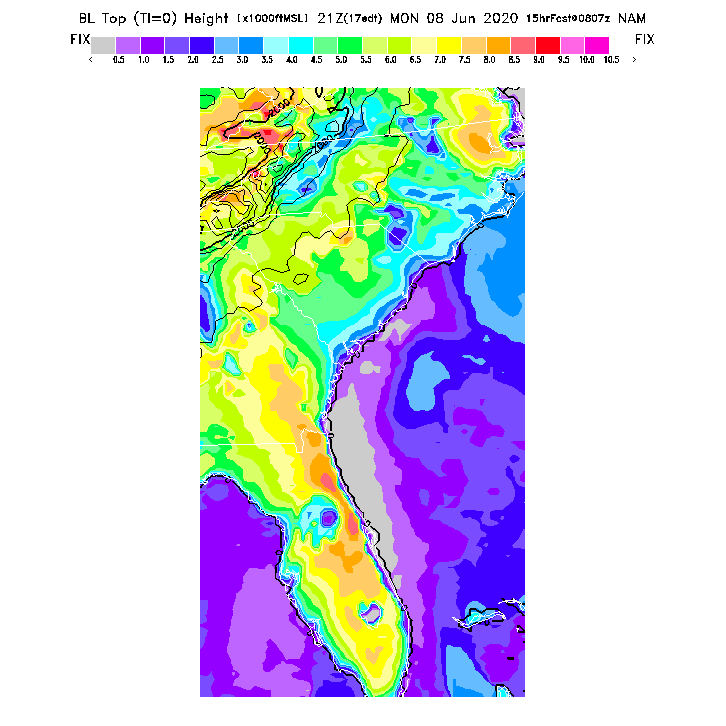 BL Top (TI=0) Height [x1000ftMSL] 21Z(17edt) MON 08 Jun 2020 15hrFcst@0807z NAM
FIX FIX
< 0.5 1.0 1.5 2.0 2.5 3.0 3.5 4.0 4.5 5.0 5.5 6.0 6.5 7.0 7.5 8.0 8.5 9.0 9.5 10.0 10.5 >
2000